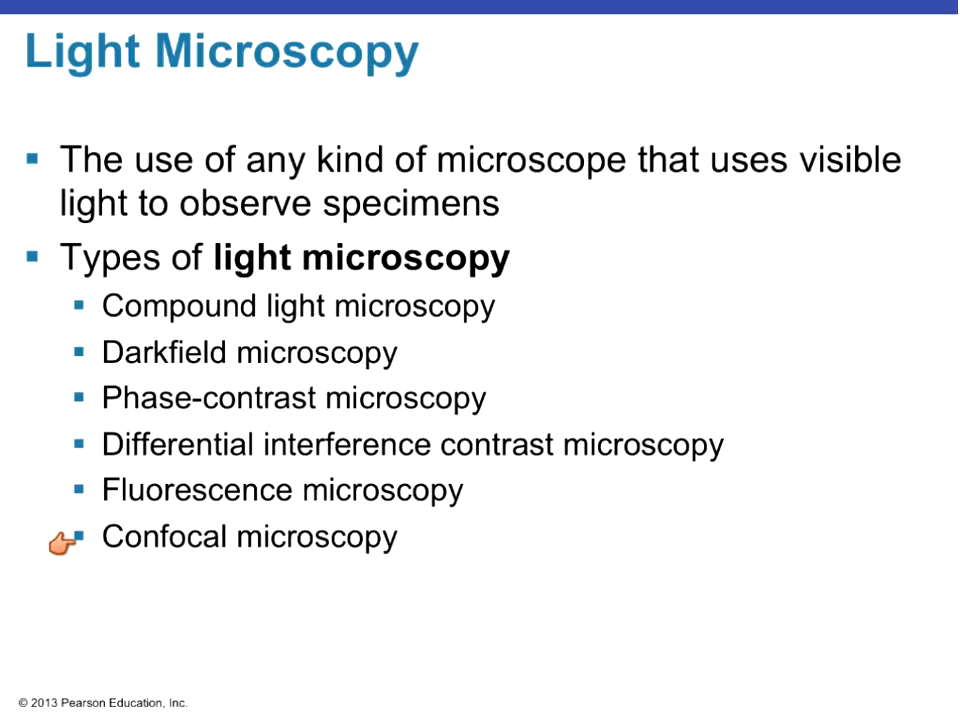 Light Microscopy
The use of any kind of microscope that uses visible
light to observe specimens
Types of light microscopy
Compound light microscopy
Darkfield microscopy
Phase-contrast microscopy
Differential interference contrast microscopy
Fluorescence microscopy
Confocal microscopy
© 2013 Pearson Education, Inc.